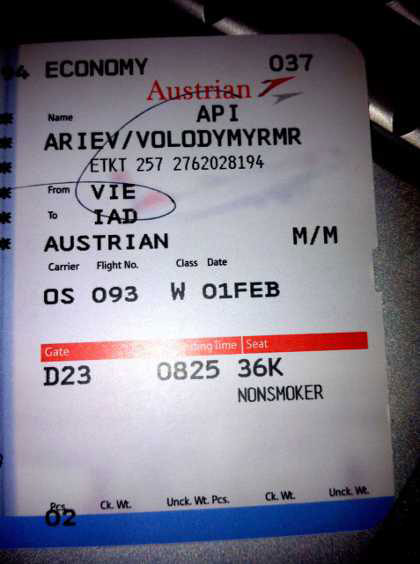 4 ECONOMY 037
Austrian
Name API
ARIEV/VOLODYMYRMR
ETKT 257 2762028194
From VIE
To IAD
AUSTRIAN M/M
Carrier Flight No. Class Date
OS 093 W 01FEB
Gate Time Seat
D23 0825 36K
NONSMOKER
Pcs. Ck. Wt. Unck. Wt. Pcs. Ck. Wt. Unck. Wt.
02